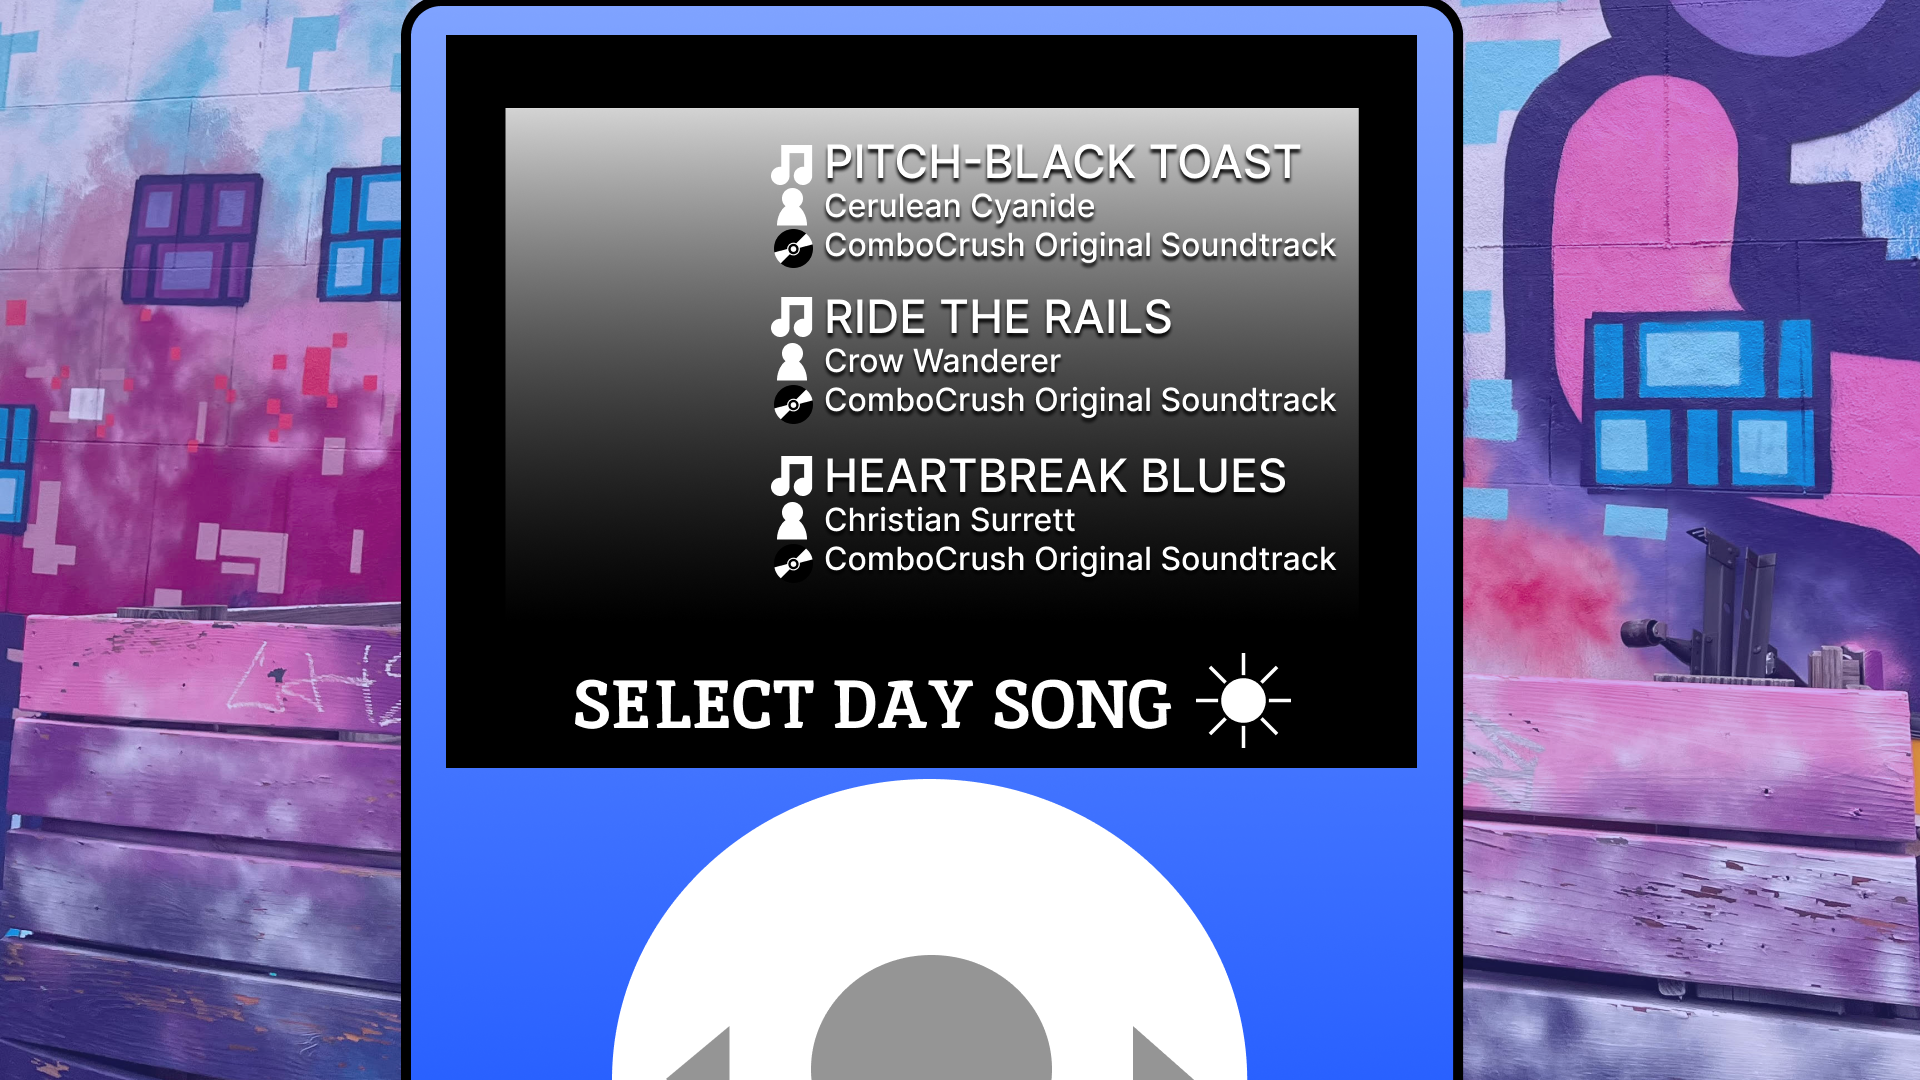 PITCH-BLACK TOAST
Cerulean Cyanide
ComboCrush Original Soundtrack
RIDE THE RAILS
Crow Wanderer
ComboCrush Original Soundtrack
HEARTBREAK BLUES
Christian Surrett
ComboCrush Original Soundtrack
SELECT DAY SONG